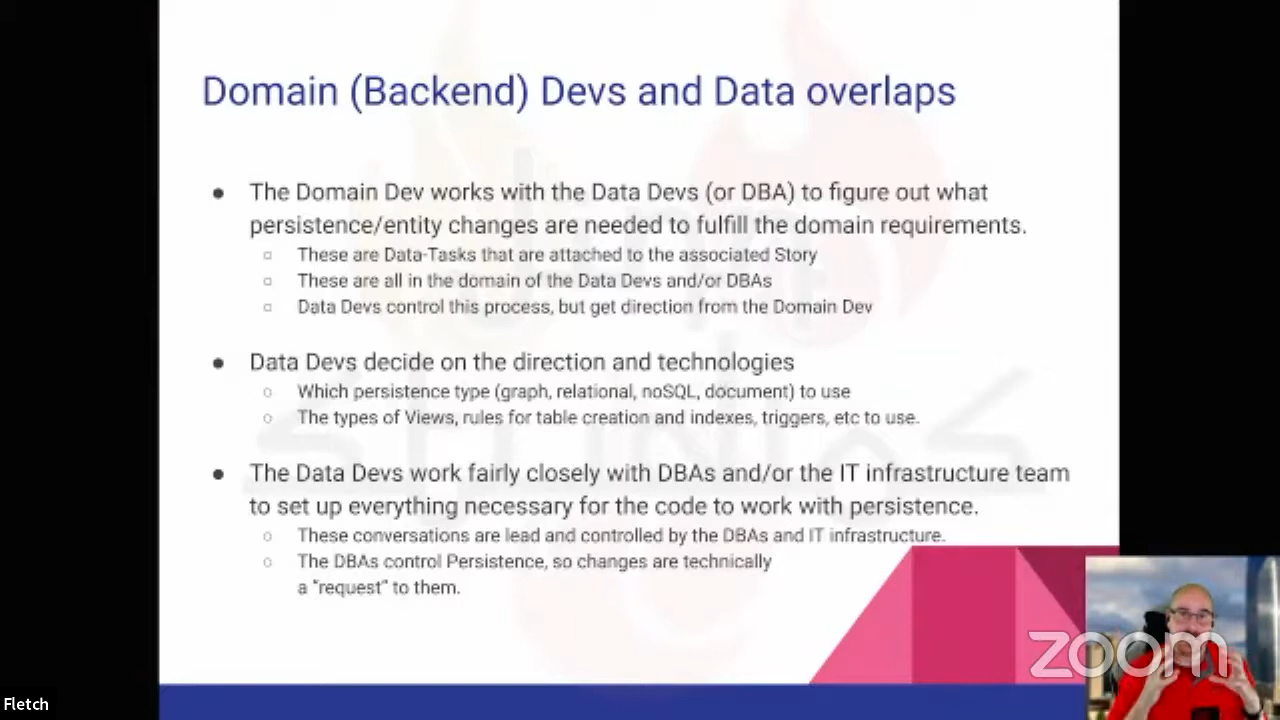 Domain (Backend) Devs and Data overlaps
● The Domain Dev works with the Data Devs (or DBA) to figure out what
persistence/entity changes are needed to fulfill the domain requirements.
○ These are Data-Tasks that are attached to the associated Story
○ These are all in the domain of the Data Devs and/or DBAs
○ Data Devs control this process, but get direction from the Domain Dev
● Data Devs decide on the direction and technologies
○ Which persistence type (graph, relational, noSQL, document) to use
○ The types of Views, rules for table creation and indexes, triggers, etc to use.
● The Data Devs work fairly closely with DBAs and/or the IT infrastructure team
to set up everything necessary for the code to work with persistence.
○ These conversations are lead and controlled by the DBAs and IT infrastructure.
○ The DBAs control Persistence, so changes are technically
a "request" to them.
zoom
Fletch